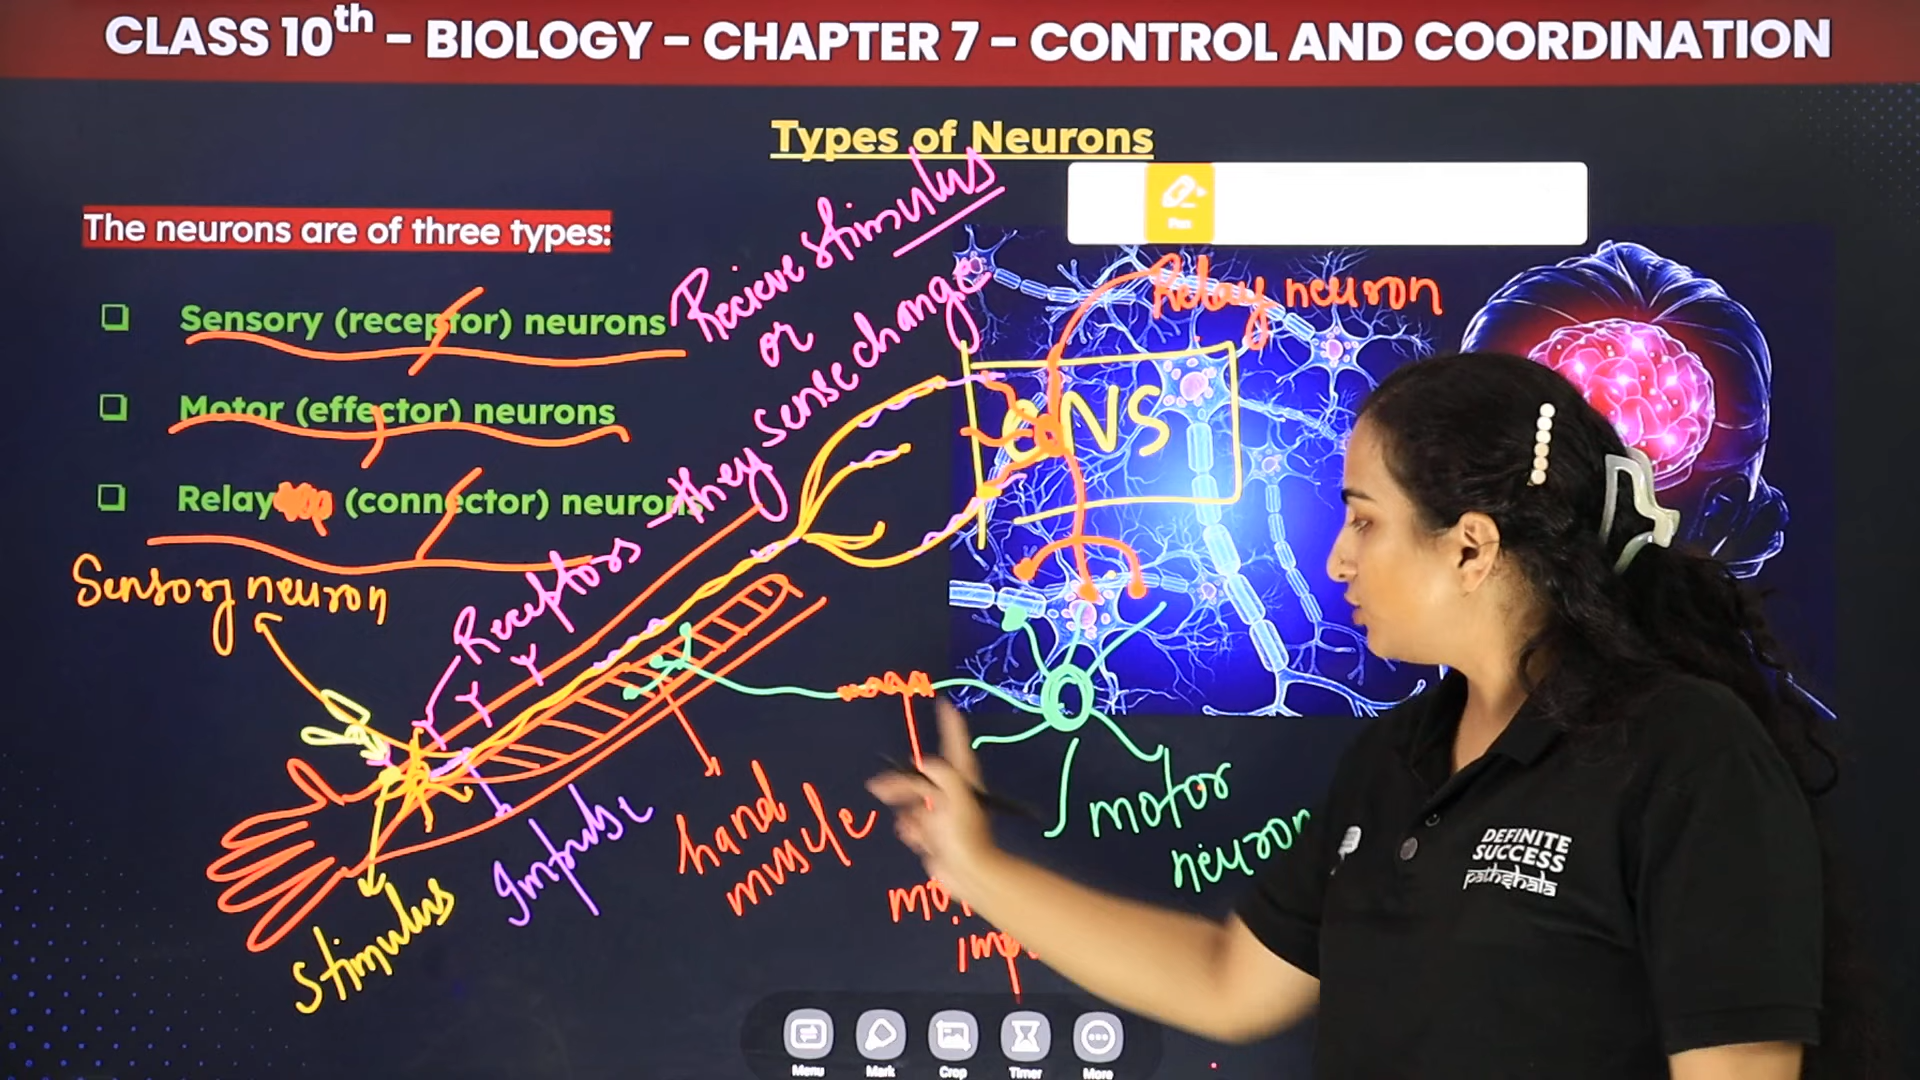 CLASS 10th - BIOLOGY - CHAPTER 7 - CONTROL AND COORDINATION
Types of Neurons
Pen
The neurons are of three types:
Sensory (receptor) neurons
Motor (effector) neurons
Relay (connector) neurons
Recieve stimulus
or
they sense change
Receptors
Relay neuron
CNS
Sensory neuron
Stimulus
Impulse
hand
muscle
motor
neuron
DEFINITE
SUCCESS
pathshala
Menu
Mark
Crop
Timer
More